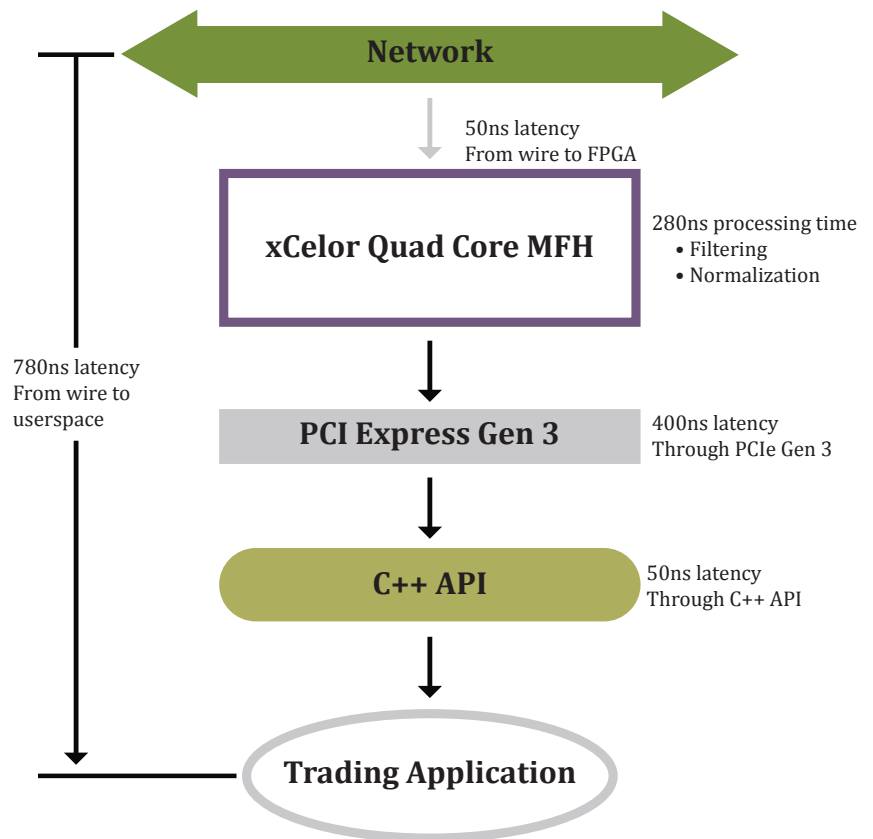 Network
50ns latency
From wire to FPGA
xCelor Quad Core MFH
280ns processing time
• Filtering
• Normalization
780ns latency
From wire to
userspace
PCI Express Gen 3
400ns latency
Through PCIe Gen 3
C++ API
50ns latency
Through C++ API
Trading Application